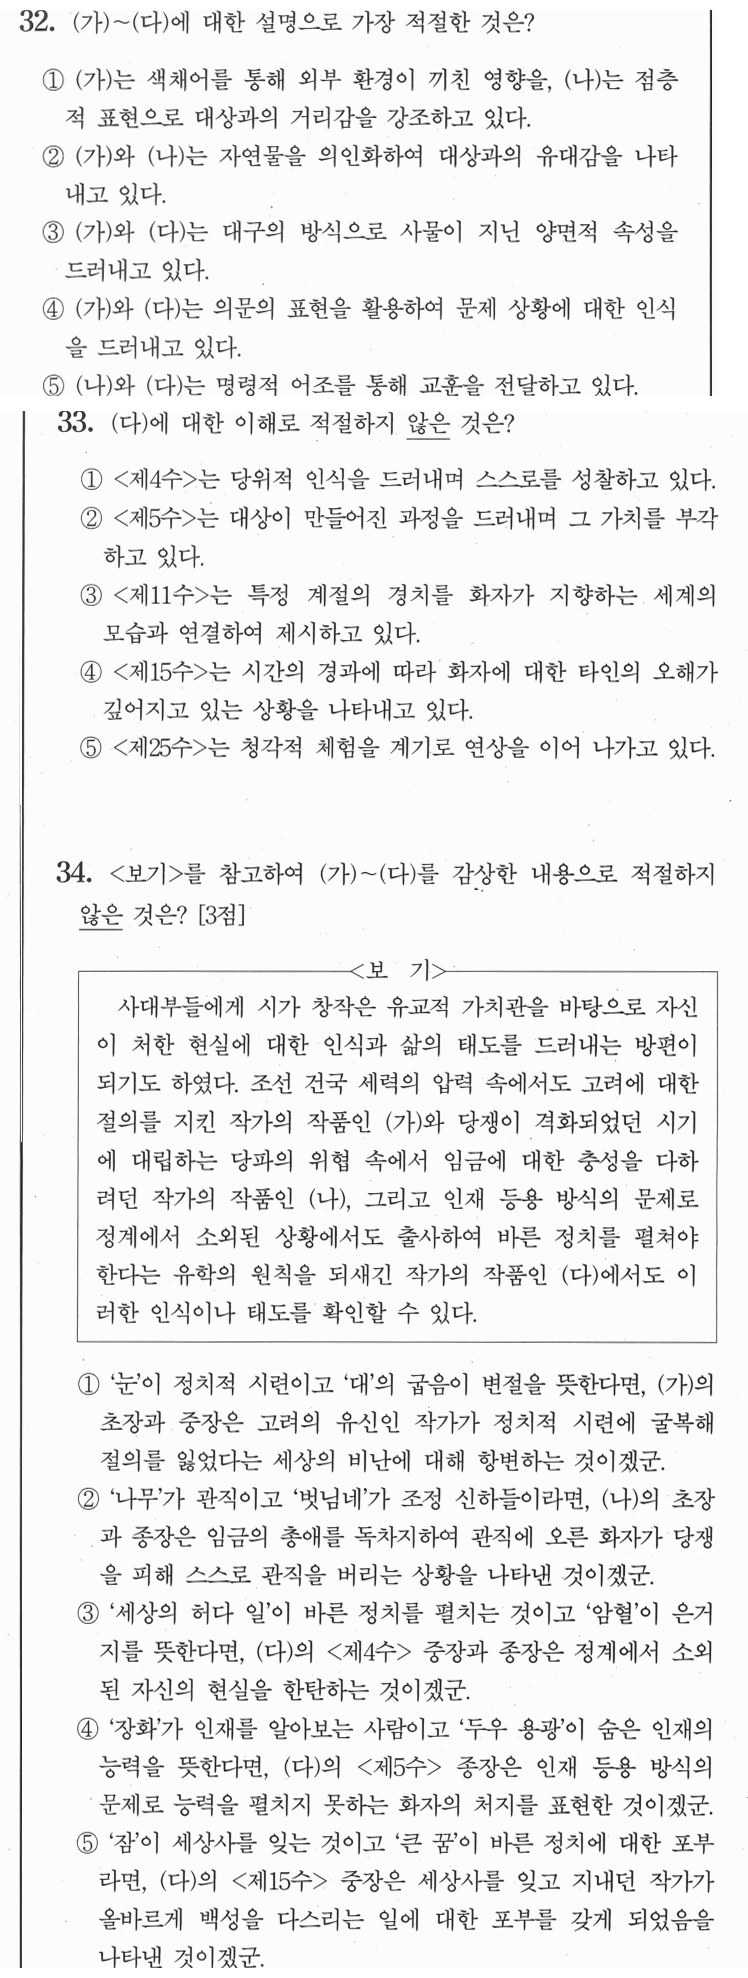 32. (가)~(다)에 대한 설명으로 가장 적절한 것은?
① (가)는 색채어를 통해 외부 환경이 끼친 영향을, (나)는 점층
적 표현으로 대상과의 거리감을 강조하고 있다.
② (가)와 (나)는 자연물을 의인화하여 대상과의 유대감을 나타
내고 있다.
③ (가)와 (다)는 대구의 방식으로 사물이 지닌 양면적 속성을
드러내고 있다.
④ (가)와 (다)는 의문의 표현을 활용하여 문제 상황에 대한 인식
을 드러내고 있다.
⑤ (나)와 (다)는 명령적 어조를 통해 교훈을 전달하고 있다.
33. (다)에 대한 이해로 적절하지 않은 것은?
① <제4수>는 당위적 인식을 드러내며 스스로를 성찰하고 있다.
② <제5수>는 대상이 만들어진 과정을 드러내며 그 가치를 부각
하고 있다.
③ <제11수>는 특정 계절의 경치를 화자가 지향하는 세계의
모습과 연결하여 제시하고 있다.
④ <제15수>는 시간의 경과에 따라 화자에 대한 타인의 오해가
깊어지고 있는 상황을 나타내고 있다.
⑤ <제25수>는 청각적 체험을 계기로 연상을 이어 나가고 있다.
34. <보기>를 참고하여 (가)~(다)를 감상한 내용으로 적절하지
않은 것은? [3점]
<보 기>
사대부들에게 시가 창작은 유교적 가치관을 바탕으로 자신
이 처한 현실에 대한 인식과 삶의 태도를 드러내는 방편이
되기도 하였다. 조선 건국 세력의 압력 속에서도 고려에 대한
절의를 지킨 작가의 작품인 (가)와 당쟁이 격화되었던 시기
에 대립하는 당파의 위협 속에서 임금에 대한 충성을 다하
려던 작가의 작품인 (나), 그리고 인재 등용 방식의 문제로
정계에서 소외된 상황에서도 출사하여 바른 정치를 펼쳐야
한다는 유학의 원칙을 되새긴 작가의 작품인 (다)에서도 이
러한 인식이나 태도를 확인할 수 있다.
① ‘눈’이 정치적 시련이고 ‘대’의 굽음이 변절을 뜻한다면, (가)의
초장과 중장은 고려의 유신인 작가가 정치적 시련에 굴복해
절의를 잃었다는 세상의 비난에 대해 항변하는 것이겠군.
② ‘나무’가 관직이고 ‘벗님네’가 조정 신하들이라면, (나)의 초장
과 종장은 임금의 총애를 독차지하여 관직에 오른 화자가 당쟁
을 피해 스스로 관직을 버리는 상황을 나타낸 것이겠군.
③ ‘세상의 허다 일’이 바른 정치를 펼치는 것이고 ‘암혈’이 은거
지를 뜻한다면, (다)의 <제4수> 중장과 종장은 정계에서 소외
된 자신의 현실을 한탄하는 것이겠군.
④ ‘장화’가 인재를 알아보는 사람이고 ‘두우 용광’이 숨은 인재의
능력을 뜻한다면, (다)의 <제5수> 종장은 인재 등용 방식의
문제로 능력을 펼치지 못하는 화자의 처지를 표현한 것이겠군.
⑤ ‘잠’이 세상사를 잊는 것이고 ‘큰 꿈’이 바른 정치에 대한 포부
라면, (다)의 <제15수> 중장은 세상사를 잊고 지내던 작가가
올바르게 백성을 다스리는 일에 대한 포부를 갖게 되었음을
나타낸 것이겠군.